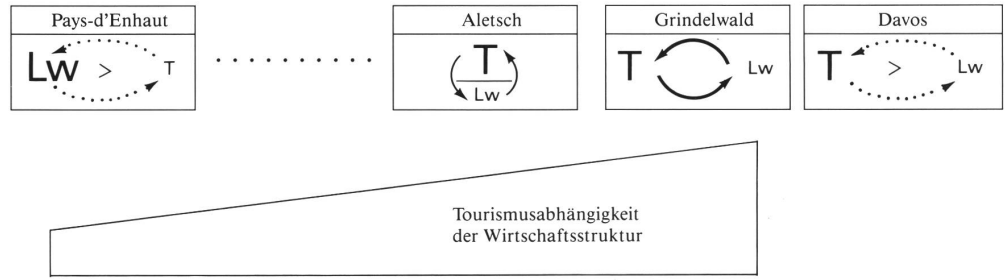 Pays-d'Enhaut
Lw > T
Aletsch
T
Lw
Grindelwald
T Lw
Davos
T > Lw
Tourismusabhängigkeit
der Wirtschaftsstruktur